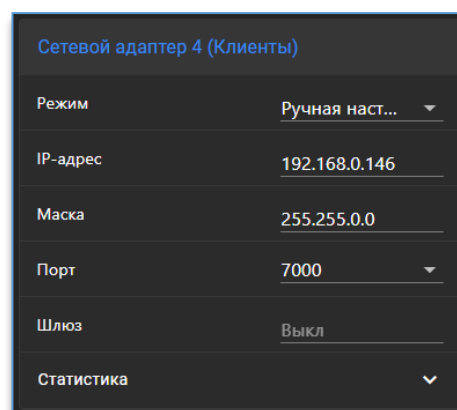 Сетевой адаптер 4 (Клиенты)
Режим Ручная наст...
IP-адрес 192.168.0.146
Маска 255.255.0.0
Порт 7000
Шлюз Выкл
Статистика